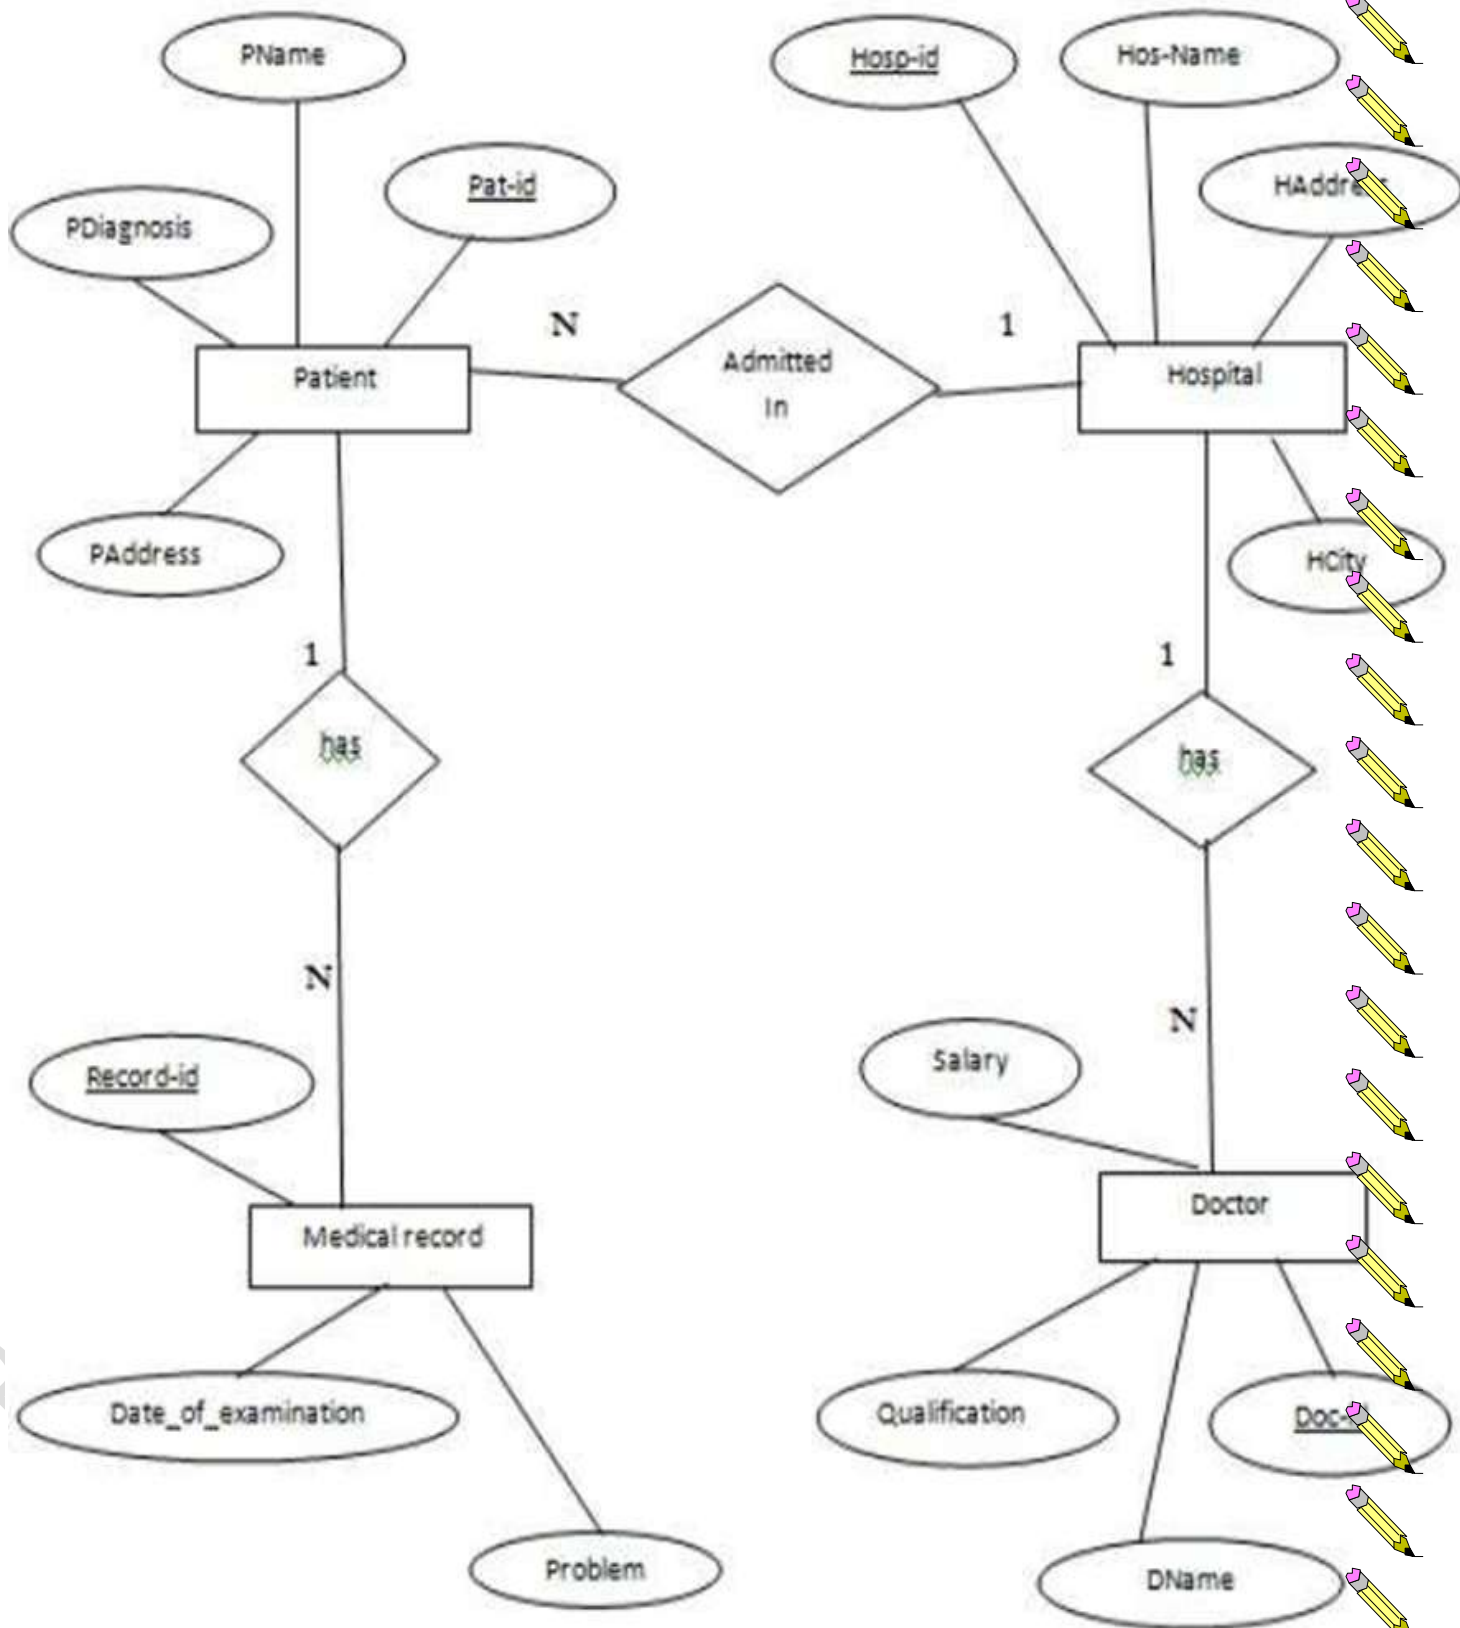 PName
Hosp-id
Hos-Name
Pat-id
PDiagnosis
N
1
Patient
Admitted
In
Hospital
PAddress
HCity
1
1
has
has
N
N
Record-id
Salary
Medical record
Doctor
Date_of_examination
Qualification
Problem
DName